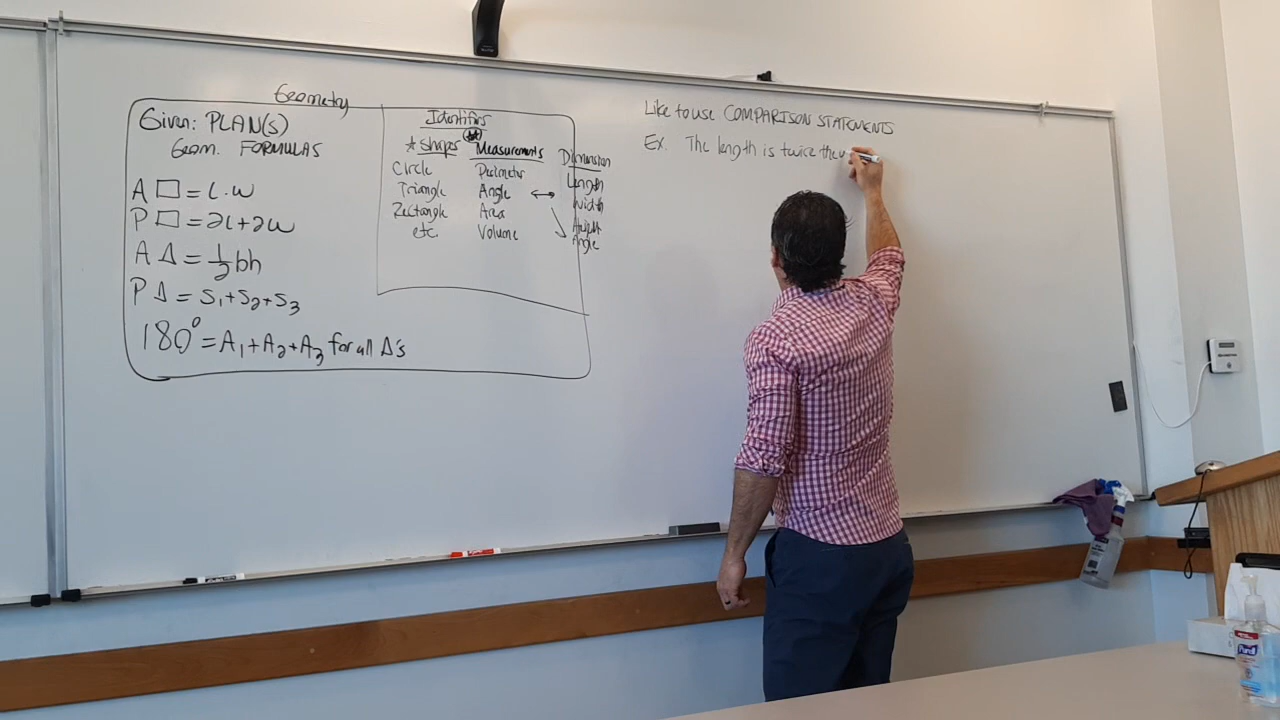 Geometry
Given: PLAN(S)
Geom. FORMULAS
A □ = L·W
P □ = 2L+2W
A Δ = 1/2 bh
P Δ = S1+S2+S3
180° = A1+A2+A3 for all Δ's
Identifiers
*Shapes
Circle
Triangle
Rectangle
etc
Measurements
Perimeter
Angle ↔
Area
Volume
Dimension
Length
Width
Height
Angle
Like to use COMPARISON STATEMENTS
Ex. The length is twice the w
Purell